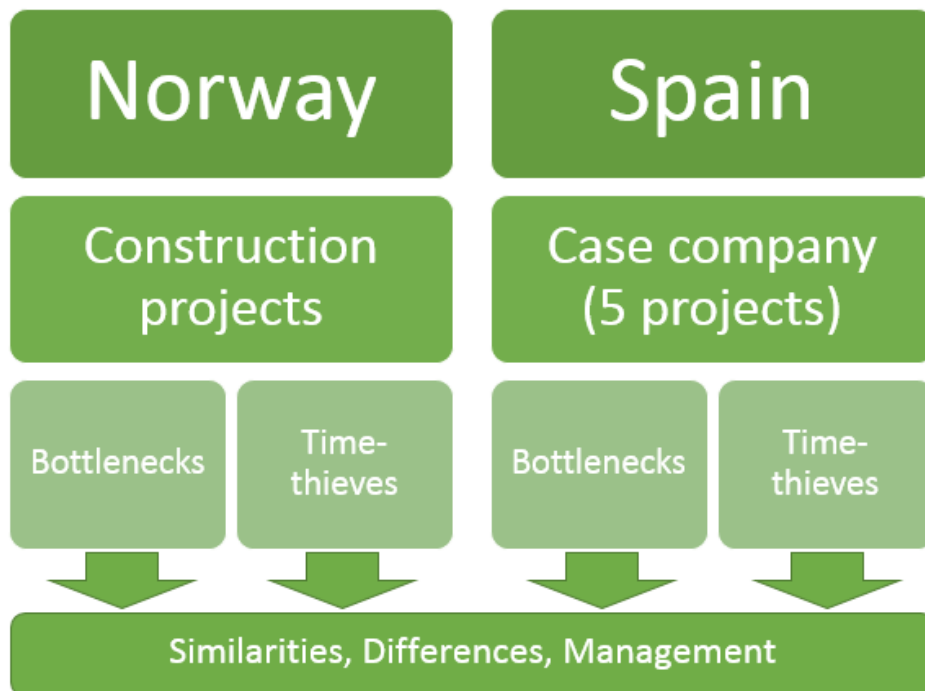 Norway
Spain
Construction
projects
Case company
(5 projects)
Bottlenecks
Time-
thieves
Bottlenecks
Time-
thieves
Similarities, Differences, Management